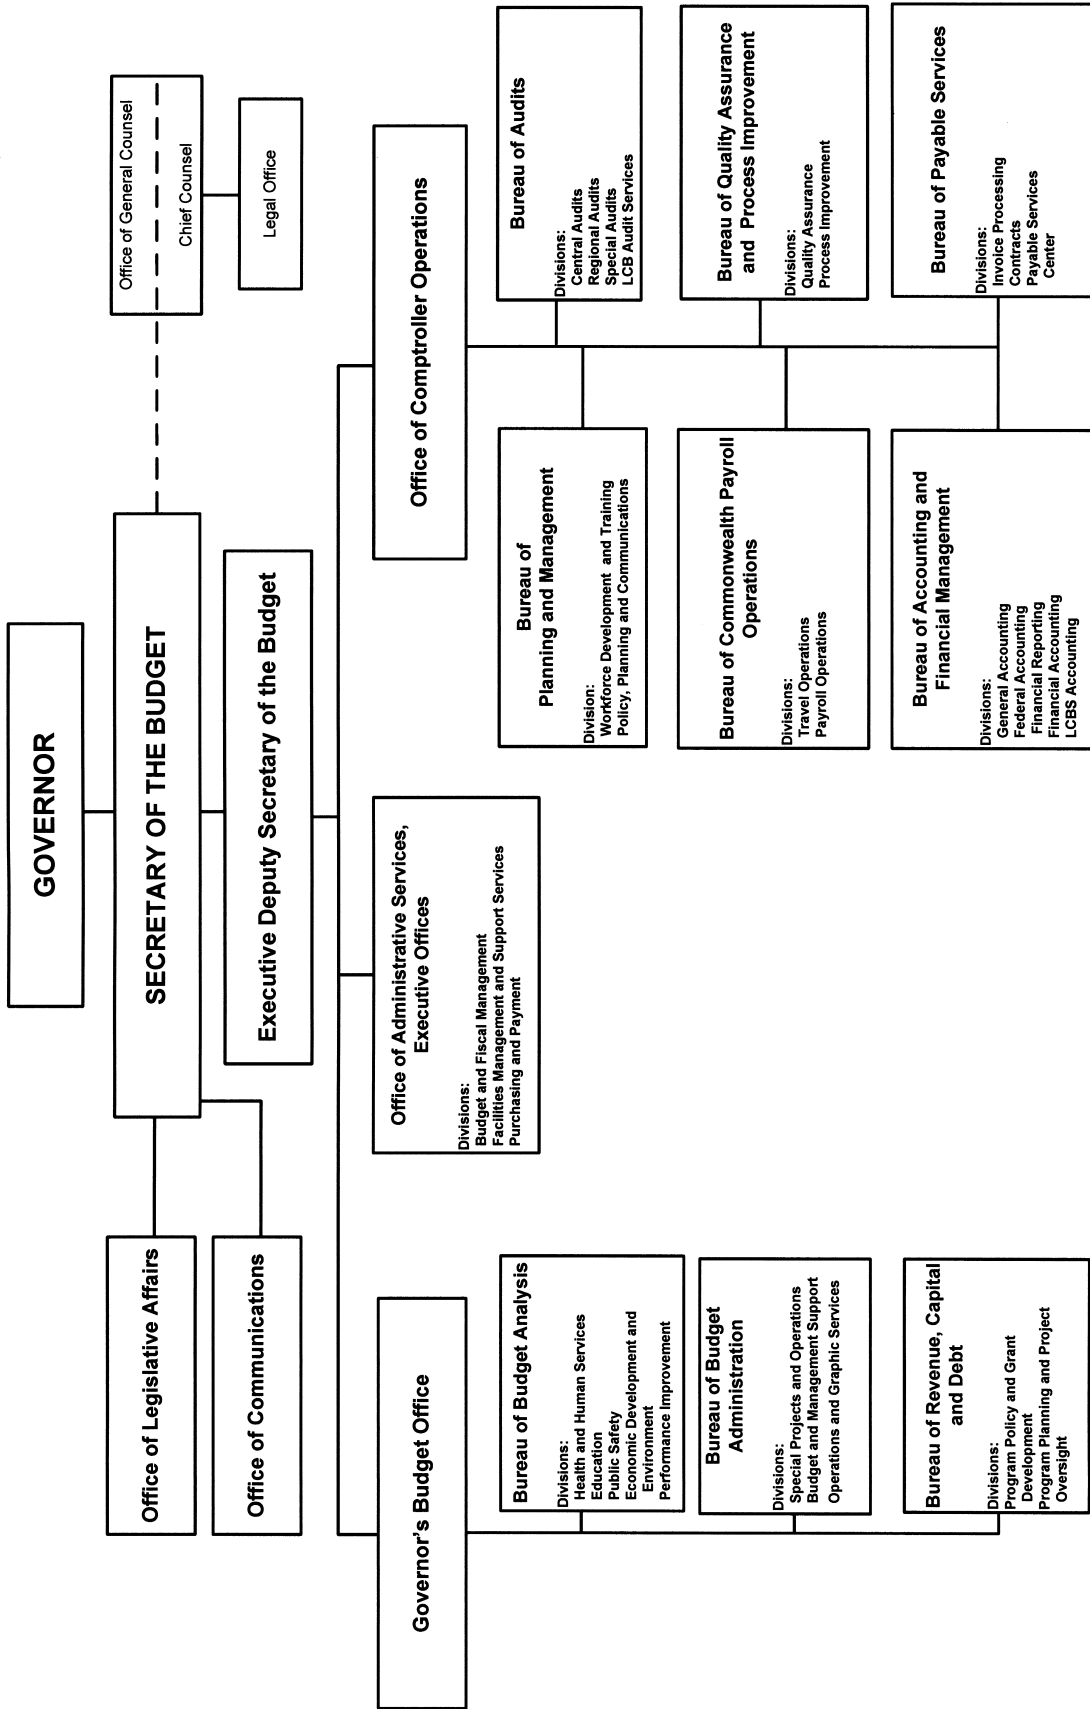 GOVERNOR
SECRETARY OF THE BUDGET
Office of General Counsel
Chief Counsel
Legal Office
Office of Legislative Affairs
Office of Communications
Executive Deputy Secretary of the Budget
Governor's Budget Office
Office of Administrative Services,
Executive Offices
Divisions:
Budget and Fiscal Management
Facilities Management and Support Services
Purchasing and Payment
Office of Comptroller Operations
Bureau of Budget Analysis
Divisions:
Health and Human Services
Education
Public Safety
Economic Development and
Environment
Performance Improvement
Bureau of Budget
Administration
Divisions:
Special Projects and Operations
Budget and Management Support
Operations and Graphic Services
Bureau of Revenue, Capital
and Debt
Divisions:
Program Policy and Grant
Development
Program Planning and Project
Oversight
Bureau of
Planning and Management
Division:
Workforce Development and Training
Policy, Planning and Communications
Bureau of Audits
Divisions:
Central Audits
Regional Audits
Special Audits
LCB Audit Services
Bureau of Commonwealth Payroll
Operations
Divisions:
Travel Operations
Payroll Operations
Bureau of Quality Assurance
and Process Improvement
Divisions:
Quality Assurance
Process Improvement
Bureau of Accounting and
Financial Management
Divisions:
General Accounting
Federal Accounting
Financial Reporting
Financial Accounting
LCBS Accounting
Bureau of Payable Services
Divisions:
Invoice Processing
Contracts
Payable Services
Center